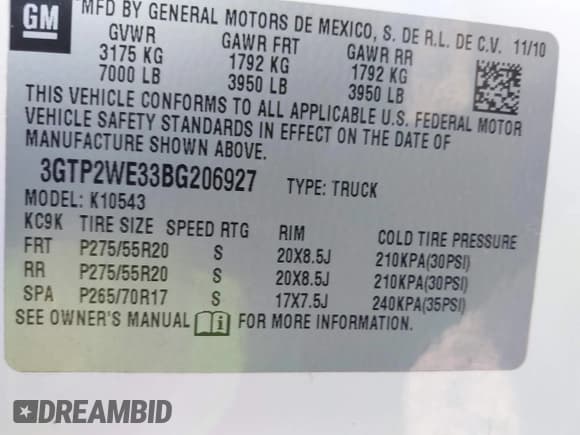 GM
*MFD BY GENERAL MOTORS DE MEXICO, S. DE R.L. DE C.V. 11/10
GVWR GAWR FRT GAWR RR
3175 KG 1792 KG 1792 KG
7000 LB 3950 LB 3950 LB
THIS VEHICLE CONFORMS TO ALL APPLICABLE U.S. FEDERAL MOTOR
VEHICLE SAFETY STANDARDS IN EFFECT ON THE DATE OF
MANUFACTURE SHOWN ABOVE.
3GTP2WE33BG206927 TYPE: TRUCK
MODEL: K10543
KC9K TIRE SIZE SPEED RTG RIM COLD TIRE PRESSURE
FRT P275/55R20 S 20X8.5J 210KPA(30PSI)
RR P275/55R20 S 20X8.5J 210KPA(30PSI)
SPA P265/70R17 S 17X7.5J 240KPA(35PSI)
SEE OWNER'S MANUAL FOR MORE INFORMATION.
DREAMBID